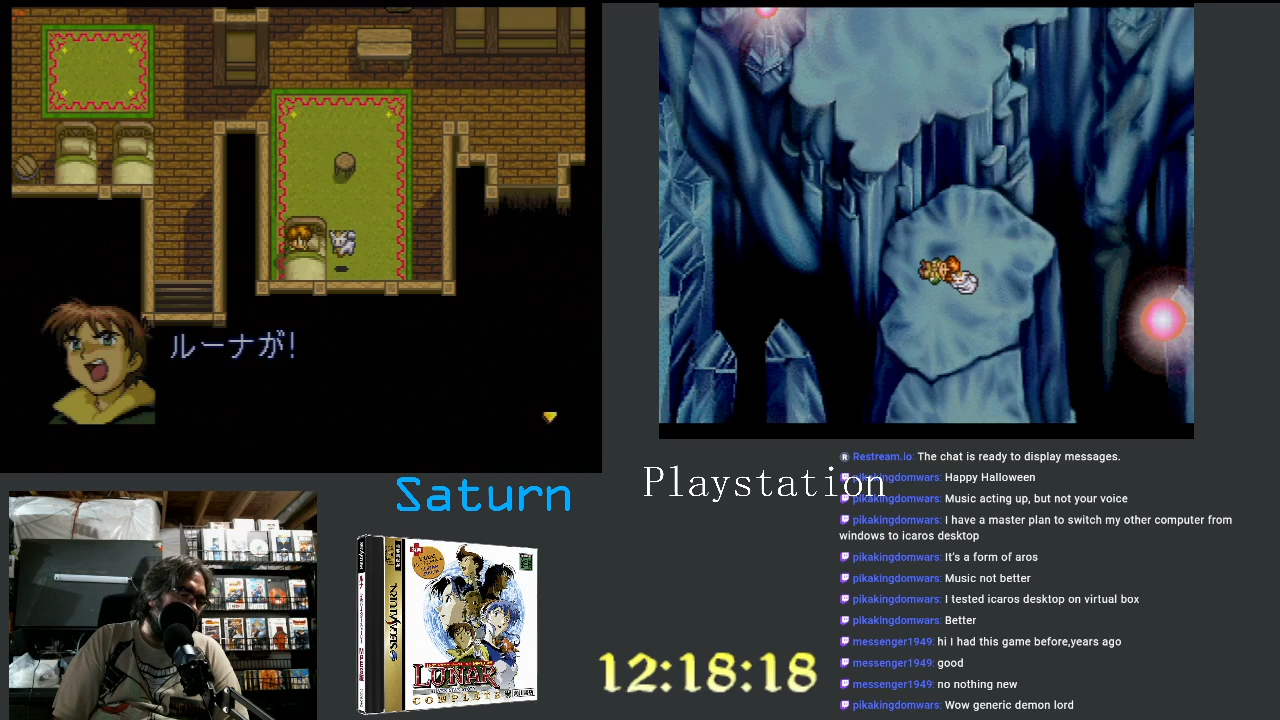 ルーナが!
Saturn
Playstation
Restream.io: The chat is ready to display messages.
pikakingdomwars: Happy Halloween
pikakingdomwars: Music acting up, but not your voice
pikakingdomwars: I have a master plan to switch my other computer from
windows to icaros desktop
pikakingdomwars: It's a form of aros
pikakingdomwars: Music not better
pikakingdomwars: I tested icaros desktop on virtual box
pikakingdomwars: Better
messenger1949: hi I had this game before,years ago
messenger1949: good
messenger1949: no nothing new
pikakingdomwars: Wow generic demon lord
SEGA SATURN
LUNAR
COMPLETE
12:18:18